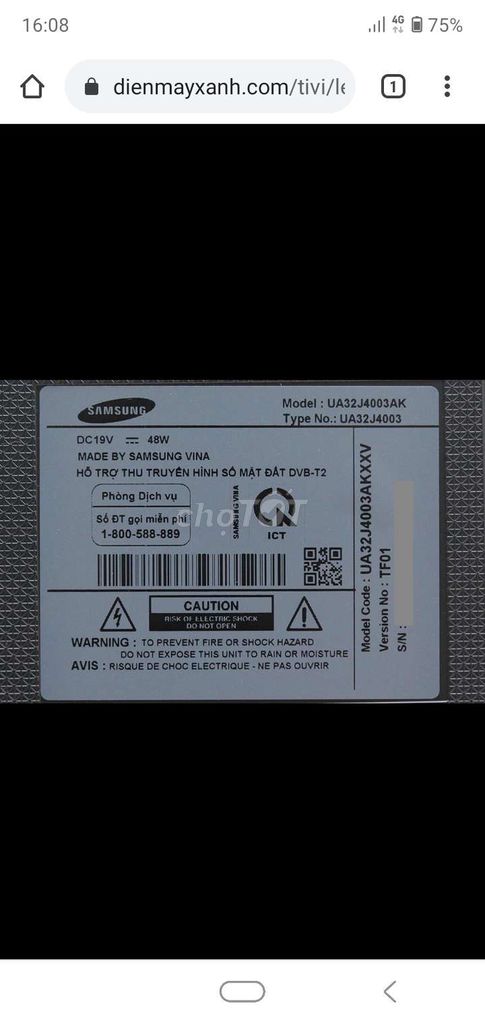 16:08
4G
75%
dienmayxanh.com/tivi/le
1
SAMSUNG
Model : UA32J4003AK
Type No.: UA32J4003
DC19V 48W
MADE BY SAMSUNG VINA
HỖ TRỢ THU TRUYỀN HÌNH SỐ MẶT ĐẤT DVB-T2
Phòng Dịch vụ
Số ĐT gọi miễn phí
1-800-588-889
SAMSUNG VINA
ICT
chợTỐT
CAUTION
RISK OF ELECTRIC SHOCK
DO NOT OPEN
WARNING : TO PREVENT FIRE OR SHOCK HAZARD
DO NOT EXPOSE THIS UNIT TO RAIN OR MOISTURE
AVIS : RISQUE DE CHOC ELECTRIQUE - NE PAS OUVRIR
Model Code : UA32J4003AKXXV
Version No : TF01
S/N :